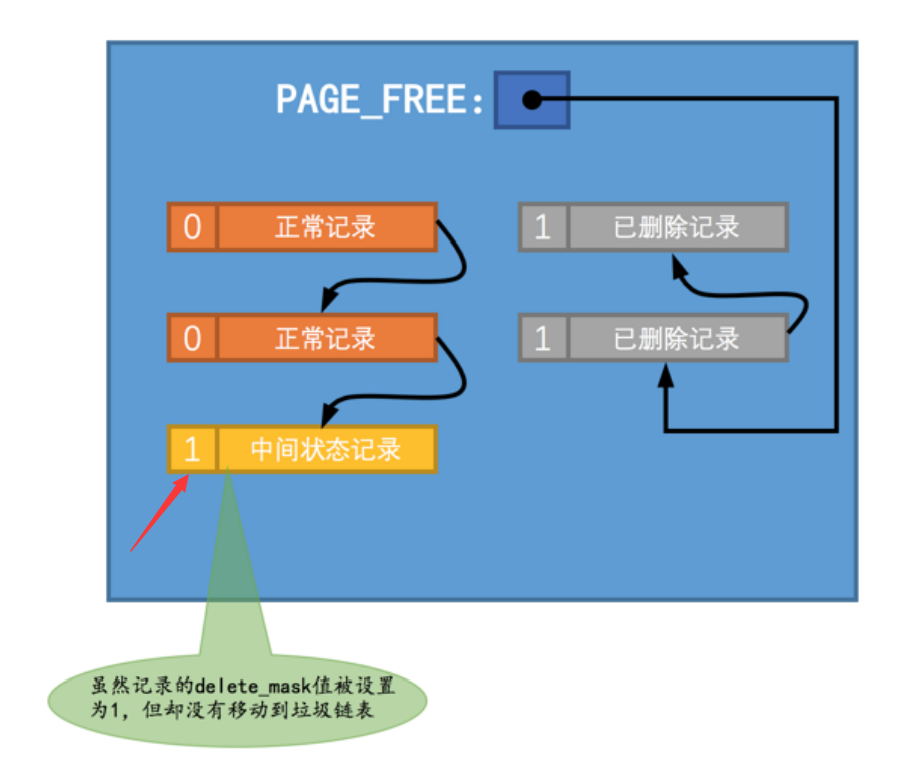 PAGE_FREE:
0 正常记录
1 已删除记录
0 正常记录
1 已删除记录
1 中间状态记录
虽然记录的delete_mask值被设置
为1，但却没有移动到垃圾链表